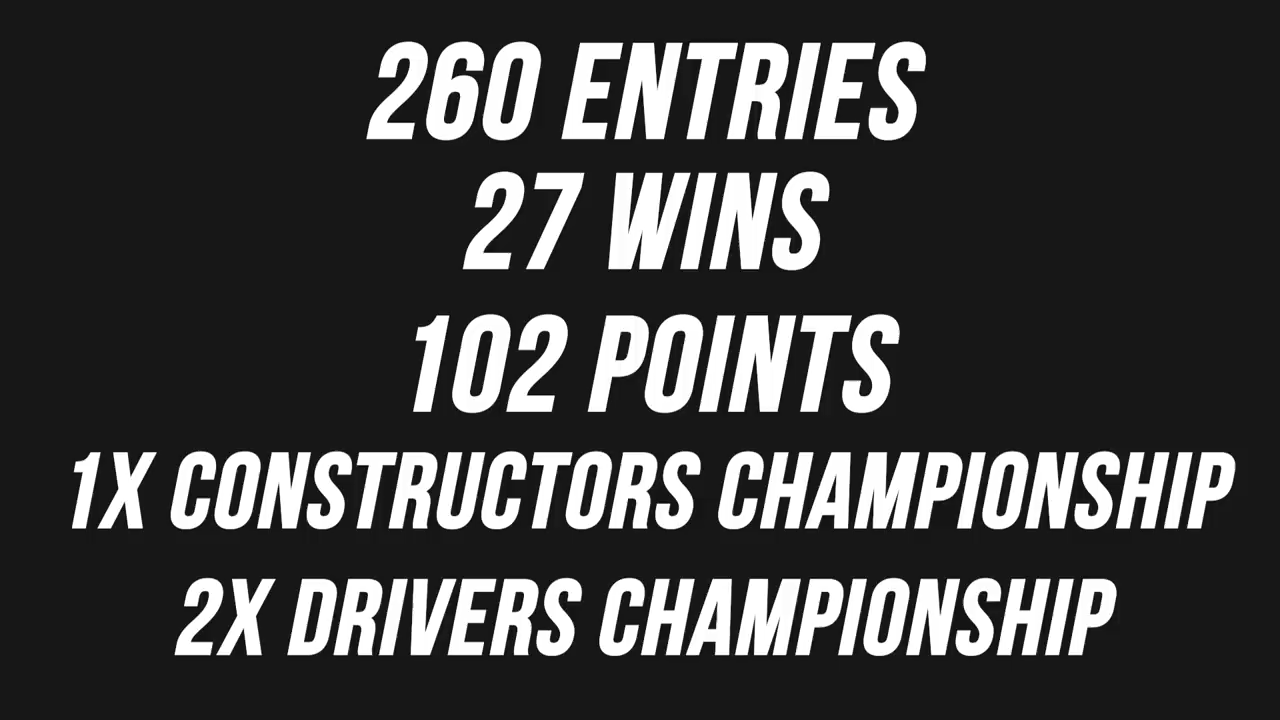 260 ENTRIES
27 WINS
102 POINTS
1X CONSTRUCTORS CHAMPIONSHIP
2X DRIVERS CHAMPIONSHIP